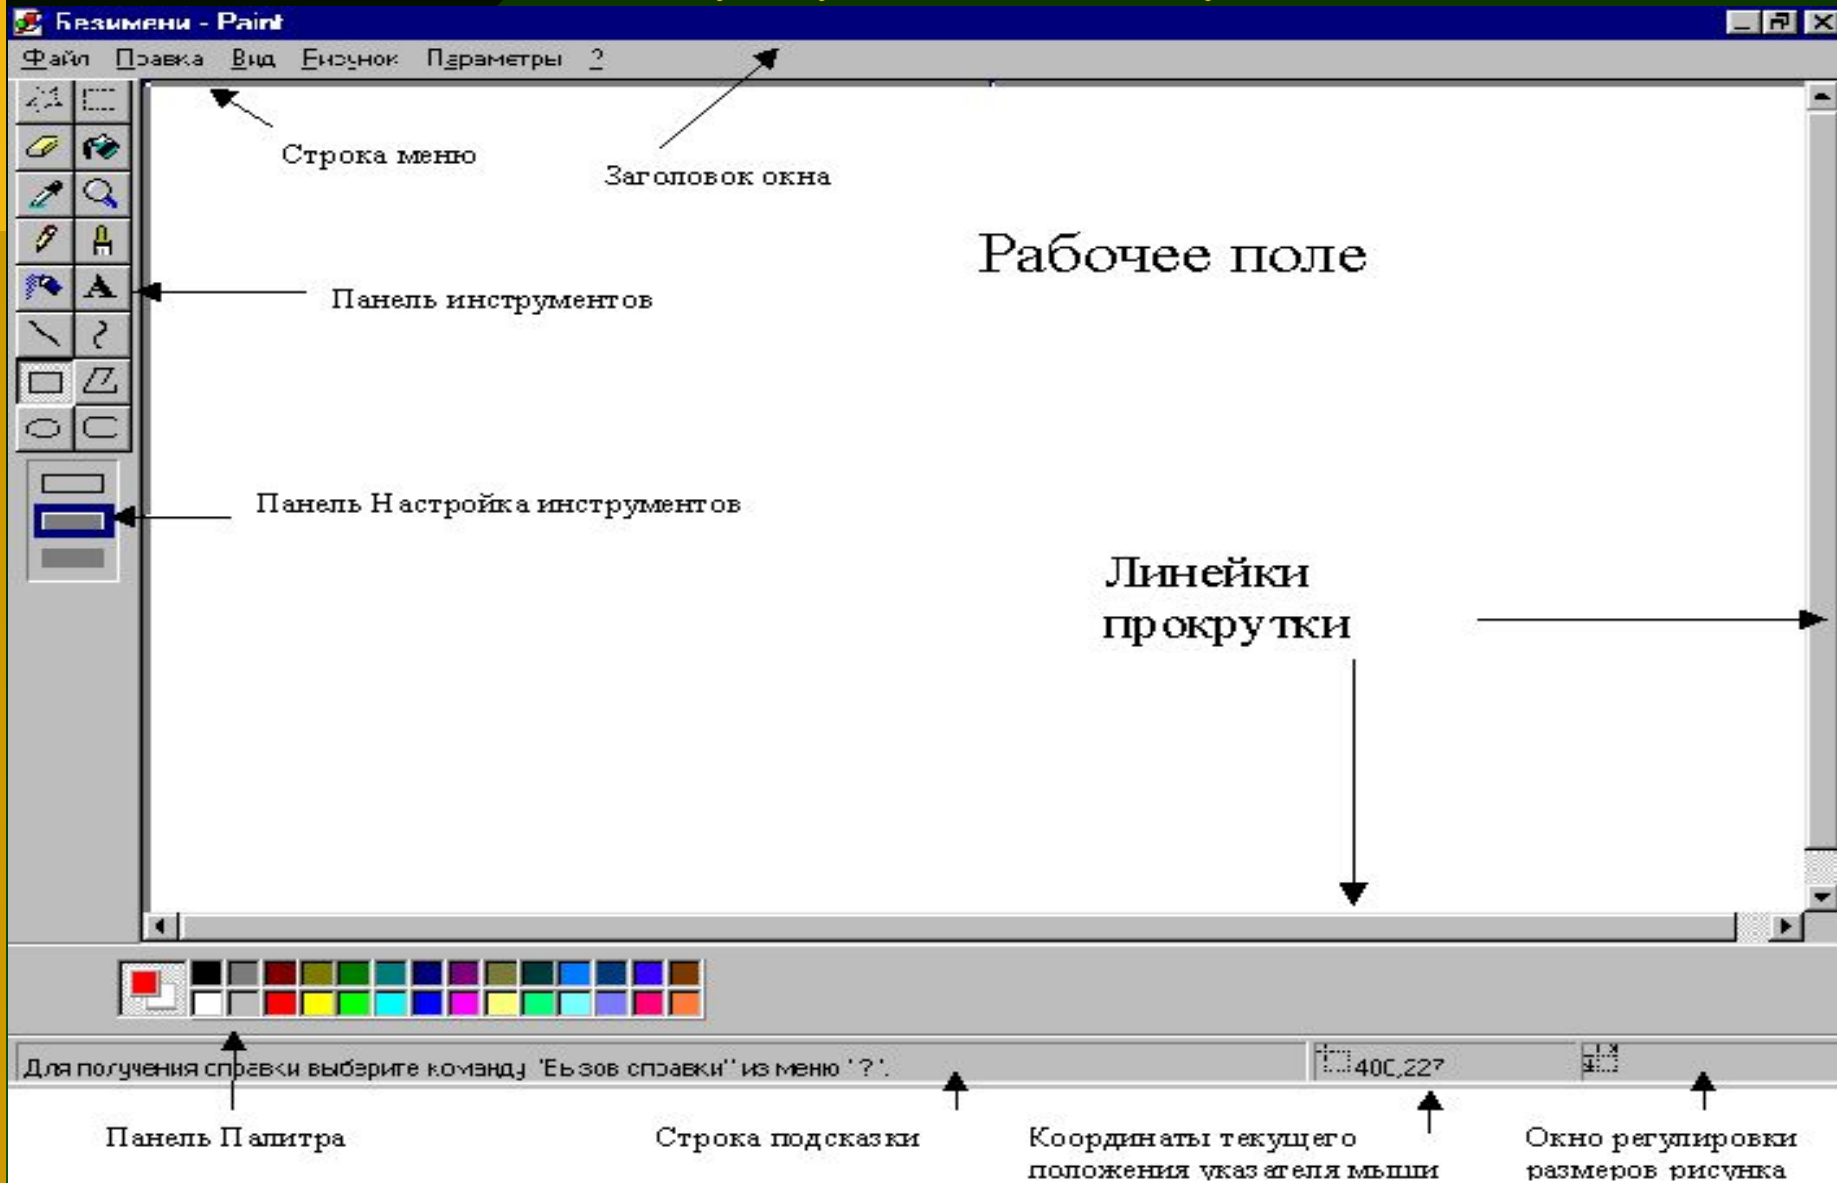 Безимени - Paint
Файл Правка Вид Рисунок Параметры ?
Строка меню
Заголовок окна
Рабочее поле
Панель инструментов
Панель Настройка инструментов
Линейки
прокрутки
Для получения справки выберите команду "Вызов справки" из меню "?".
400,227
Панель Палитра
Строка подсказки
Координаты текущего
положения указателя мыши
Окно регулировки
размеров рисунка